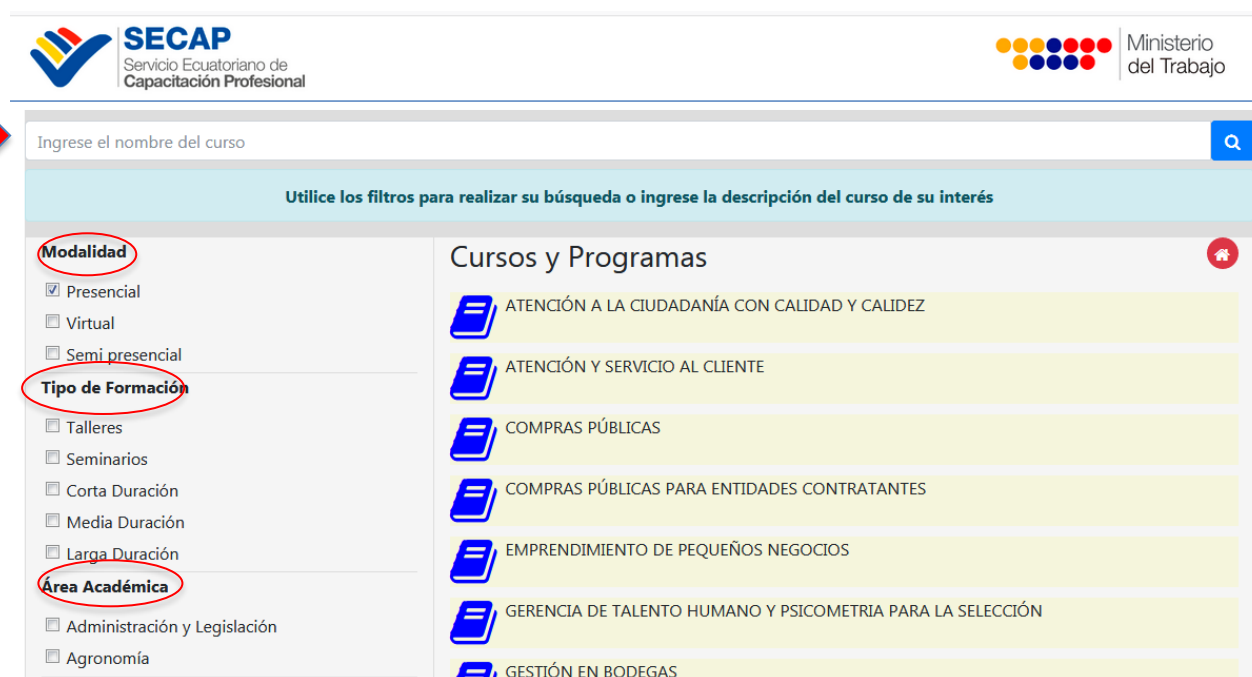 SECAP
Servicio Ecuatoriano de
Capacitación Profesional
Ministerio
del Trabajo
Ingrese el nombre del curso
Utilice los filtros para realizar su búsqueda o ingrese la descripción del curso de su interés
Modalidad
Presencial
Virtual
Semi presencial
Tipo de Formación
Talleres
Seminarios
Corta Duración
Media Duración
Larga Duración
Área Académica
Administración y Legislación
Agronomía
Cursos y Programas
ATENCIÓN A LA CIUDADANÍA CON CALIDAD Y CALIDEZ
ATENCIÓN Y SERVICIO AL CLIENTE
COMPRAS PÚBLICAS
COMPRAS PÚBLICAS PARA ENTIDADES CONTRATANTES
EMPRENDIMIENTO DE PEQUEÑOS NEGOCIOS
GERENCIA DE TALENTO HUMANO Y PSICOMETRIA PARA LA SELECCIÓN
GESTIÓN EN BODEGAS